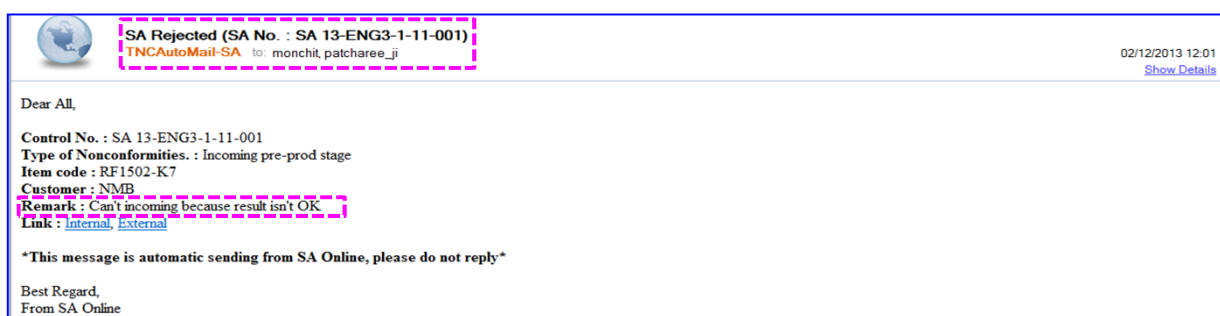 SA Rejected (SA No. : SA 13-ENG3-1-11-001)
TNCAutoMail-SA to: monchit, patcharee_ji
02/12/2013 12:01
Show Details
Dear All,
Control No. : SA 13-ENG3-1-11-001
Type of Nonconformities. : Incoming pre-prod stage
Item code : RF1502-K7
Customer : NMB
Remark : Can't incoming because result isn't OK
Link : Internal, External
*This message is automatic sending from SA Online, please do not reply*
Best Regard,
From SA Online